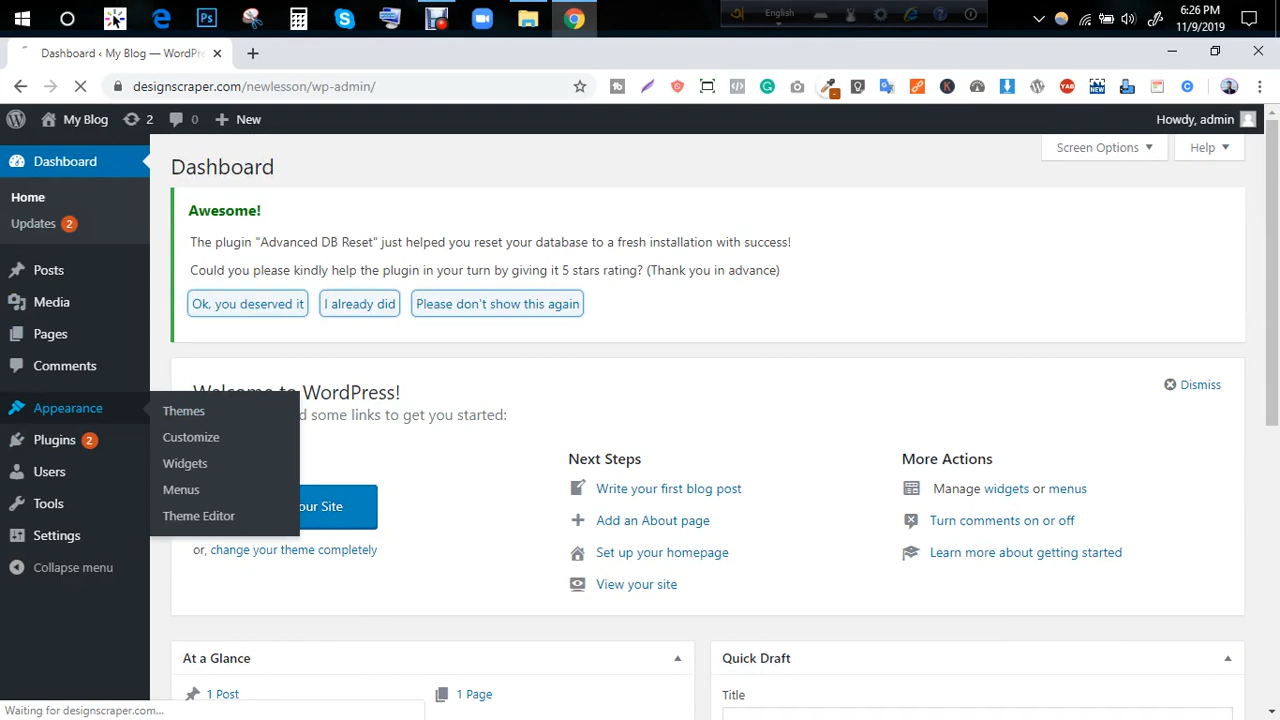 English
6:26 PM
11/9/2019
Dashboard ‹ My Blog — WordPre
designscraper.com/newlesson/wp-admin/
My Blog
2
0
New
Howdy, admin
Dashboard
Home
Updates 2
Posts
Media
Pages
Comments
Appearance
Plugins 2
Users
Tools
Settings
Collapse menu
Themes
Customize
Widgets
Menus
Theme Editor
Screen Options
Help
Dashboard
Awesome!
The plugin "Advanced DB Reset" just helped you reset your database to a fresh installation with success!
Could you please kindly help the plugin in your turn by giving it 5 stars rating? (Thank you in advance)
Ok, you deserved it
I already did
Please don't show this again
Welcome to WordPress!
Dismiss
d some links to get you started:
our Site
or, change your theme completely
Next Steps
Write your first blog post
Add an About page
Set up your homepage
View your site
More Actions
Manage widgets or menus
Turn comments on or off
Learn more about getting started
At a Glance
1 Post
1 Page
Quick Draft
Title
Waiting for designscraper.com...